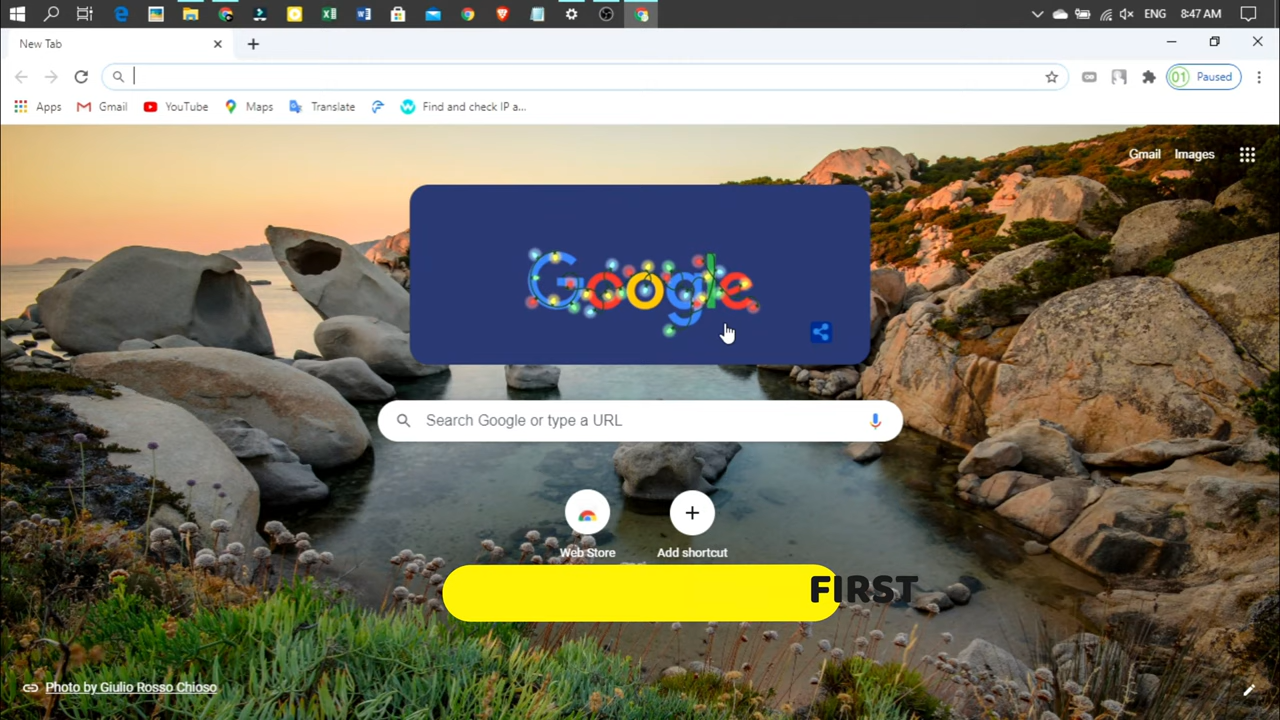 ENG 8:47 AM
New Tab
01 Paused
Apps Gmail YouTube Maps Translate Find and check IP a...
Gmail Images
Google
Search Google or type a URL
Web Store Add shortcut
FIRST
Photo by Giulio Rosso Chioso